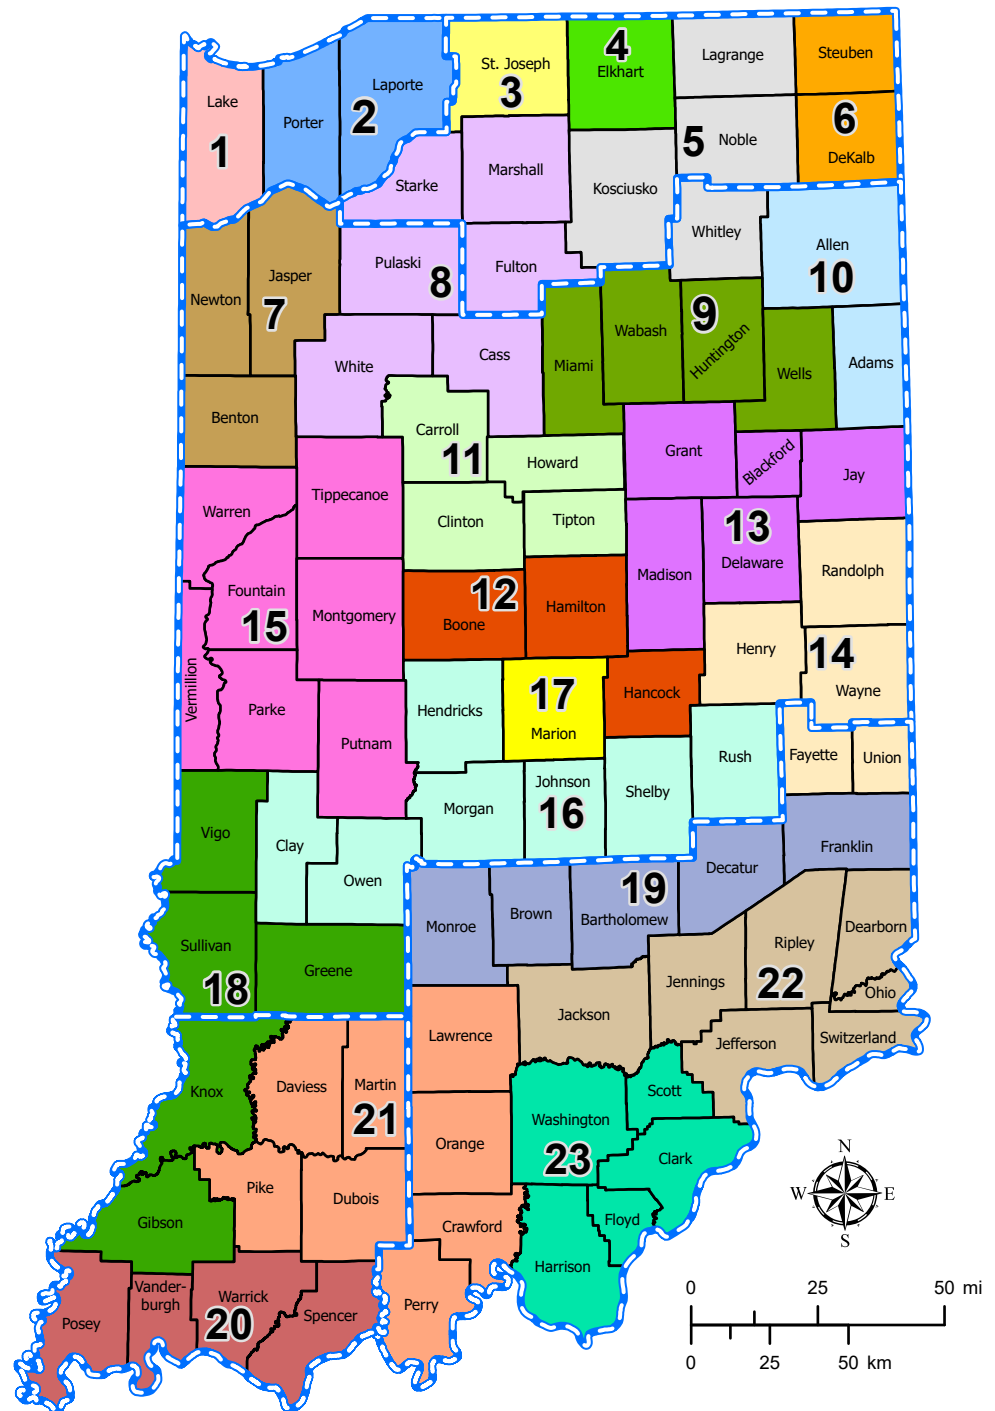 Lake
1
Porter
Laporte
2
St. Joseph
3
4
Elkhart
Lagrange
Steuben
5
Noble
6
DeKalb
Starke
Marshall
Kosciusko
Whitley
Allen
10
Newton
Jasper
7
Pulaski
8
Fulton
Wabash
9
Huntington
Miami
Wells
Adams
White
Cass
Benton
Carroll
11
Howard
Grant
Blackford
Jay
Warren
Tippecanoe
Clinton
Tipton
13
Delaware
Madison
Randolph
Fountain
15
Montgomery
12
Boone
Hamilton
Henry
14
Wayne
Vermillion
Parke
Putnam
Hendricks
17
Marion
Hancock
Rush
Fayette
Union
Vigo
Clay
Owen
Morgan
Johnson
16
Shelby
Decatur
Franklin
Sullivan
18
Greene
Monroe
Brown
19
Bartholomew
Jennings
Ripley
22
Dearborn
Ohio
Jackson
Jefferson
Switzerland
Lawrence
Knox
Daviess
Martin
21
Orange
Washington
23
Scott
Clark
Floyd
Harrison
Crawford
Pike
Dubois
Gibson
Perry
Posey
Vander-
burgh
Warrick
20
Spencer
N
W
E
S
0 25 50 mi
0 25 50 km